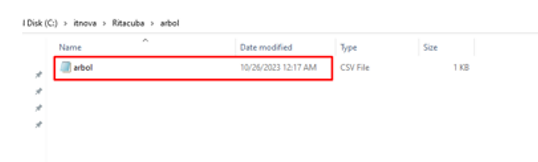 l Disk (C:) > itnova > Ritacuba > arbol
Name Date modified Type Size
arbol 10/26/2023 12:17 AM CSV File 1 KB